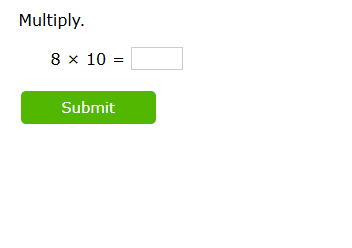 Multiply.
8 × 10 =
Submit